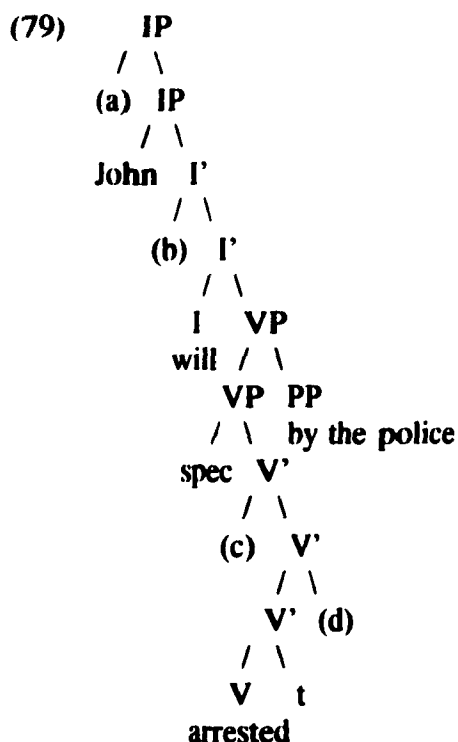 (79) IP
/ \
(a) IP
/ \
John I'
/ \
(b) I'
/ \
I VP
will / \
VP PP
/ \ by the police
spec V'
/ \
(c) V'
/ \
V' (d)
/ \
V t
arrested